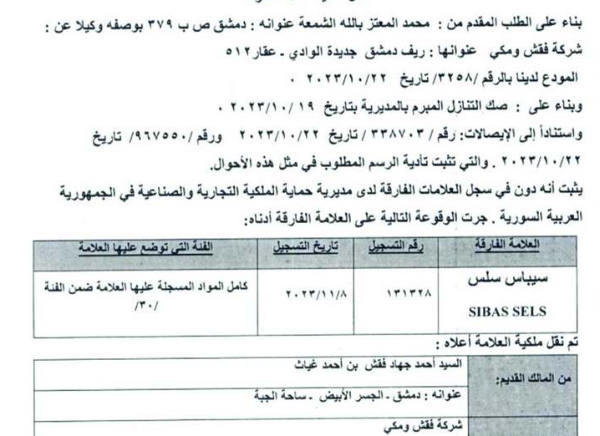 بناء على الطلب المقدم من : محمد المعتز بالله الشمعة عنوانه : دمشق ص ب ٣٧٩ بوصفه وكيلا عن :
شركة فقش ومكي عنوانها : ريف دمشق جديدة الوادي - عقار ٥١٢
المودع لدينا بالرقم /٣٢٥٨/ تاريخ ٢٠٢٣/١٠/٢٢ .
وبناء على : صك التنازل المبرم بالمديرية بتاريخ ١٩ /٢٠٢٣/١٠ .
واستناداً إلى الإيصالات: رقم / ٣٣٨٧٠٣ / تاريخ ٢٠٢٣/١٠/٢٢ ورقم /٩٦٧٥٥٠/ تاريخ
٢٠٢٣/١٠/٢٢ . والتي تثبت تأدية الرسم المطلوب في مثل هذه الأحوال.
يثبت أنه دون في سجل العلامات الفارقة لدى مديرية حماية الملكية التجارية والصناعية في الجمهورية
العربية السورية . جرت الوقوعة التالية على العلامة الفارقة أدناه:
العلامة الفارقة رقم التسجيل تاريخ التسجيل الفئة التي توضع عليها العلامة
سيباس سلس ١٣١٣٢٨ ٢٠٢٣/١١/٨ كامل المواد المسجلة عليها العلامة ضمن الفئة
SIBAS SELS /٣٠/
تم نقل ملكية العلامة أعلاه :
من المالك القديم: السيد أحمد جهاد فقش بن أحمد غياث
عنوانه : دمشق - الجسر الأبيض - ساحة الجبة
شركة فقش ومكي